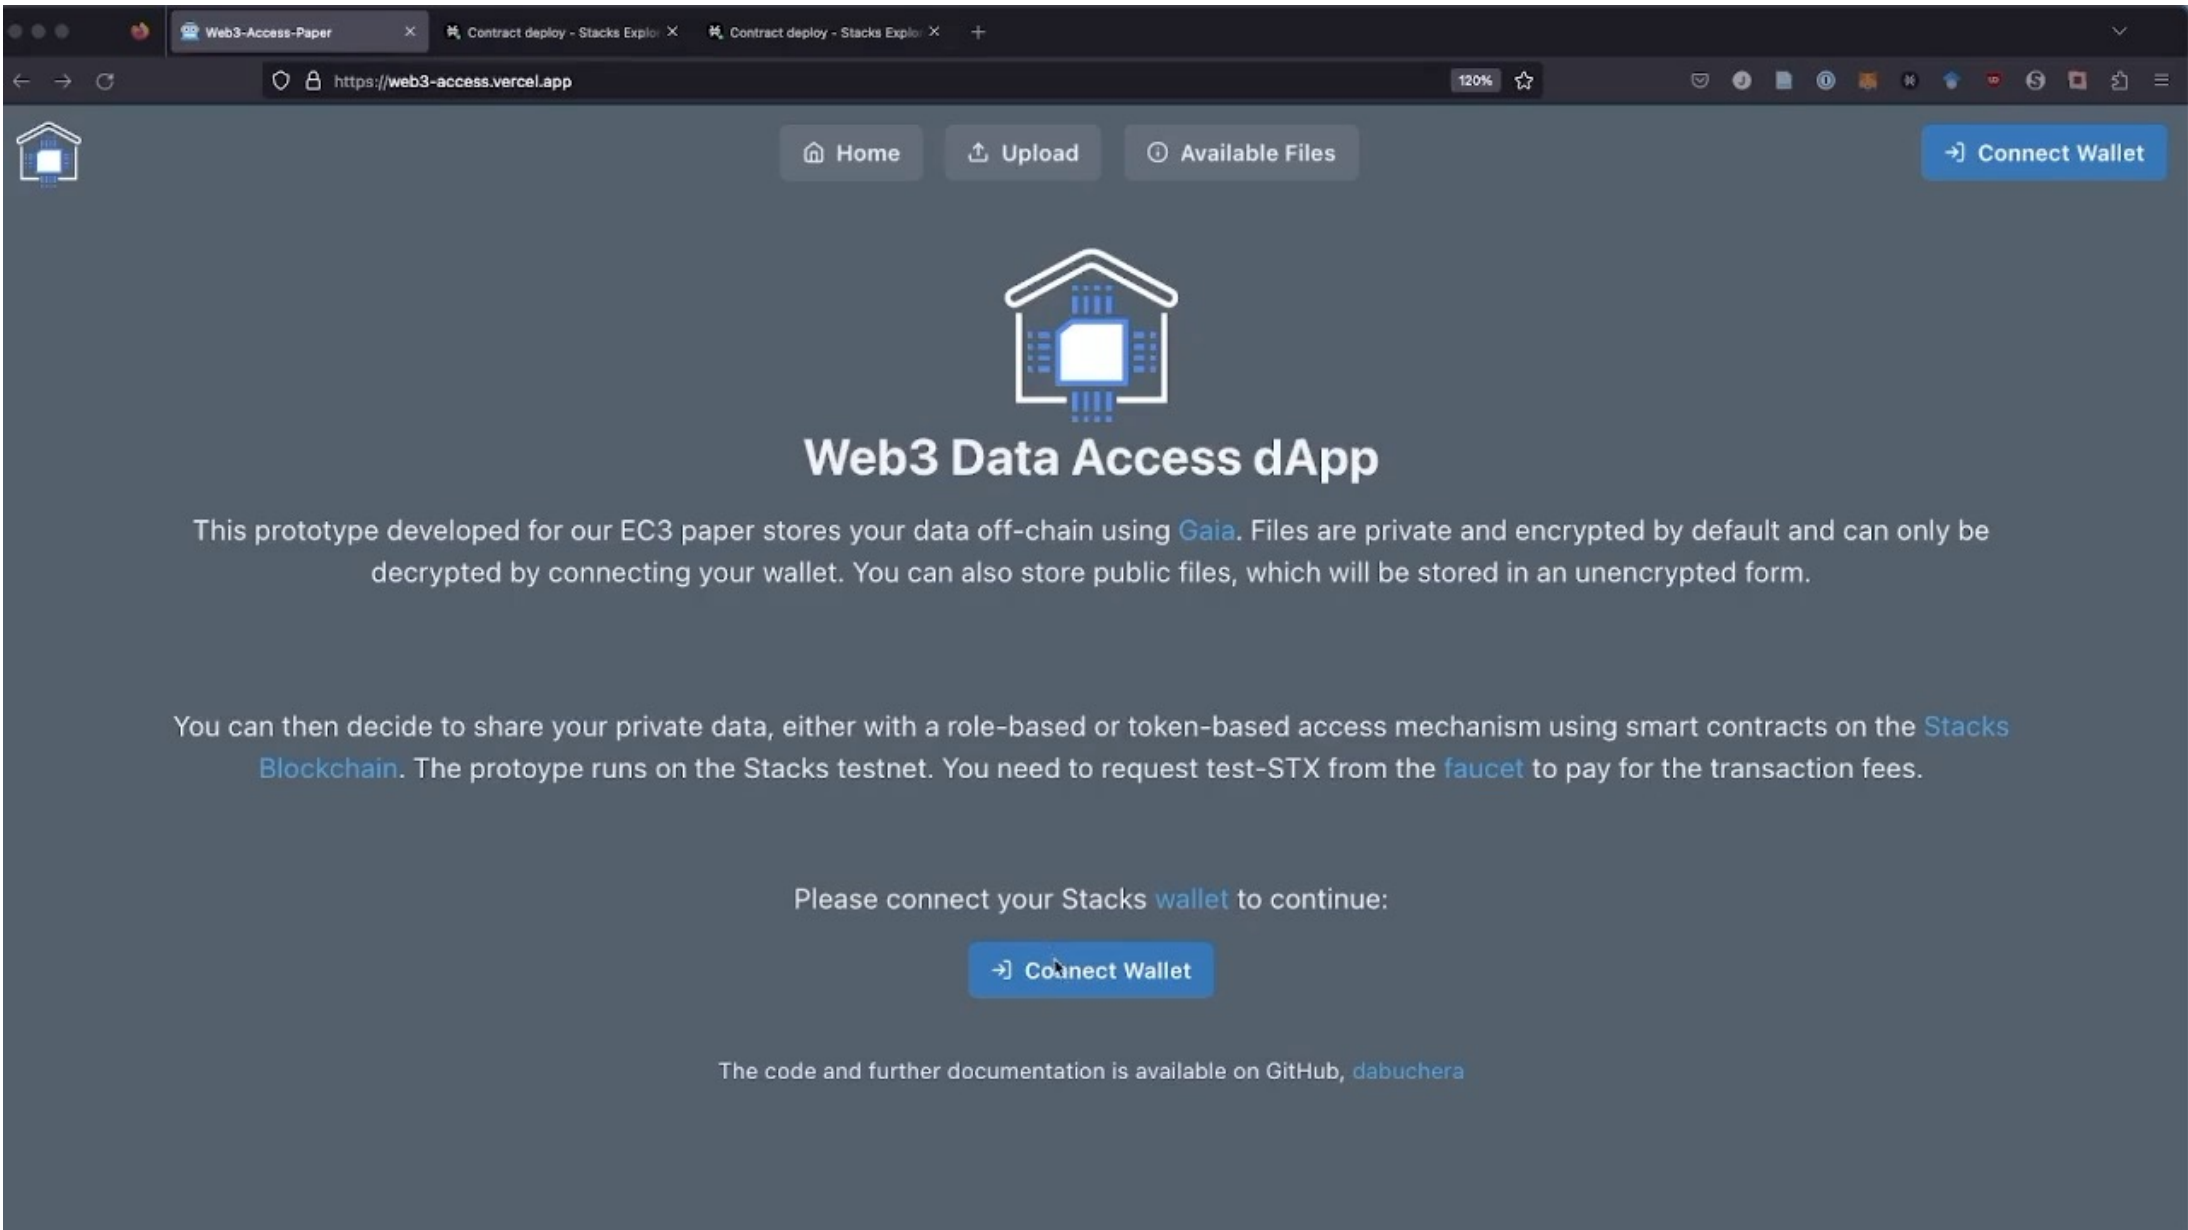 Web3-Access-Paper
Contract deploy - Stacks Explo
Contract deploy - Stacks Explo
https://web3-access.vercel.app
120%
Home
Upload
Available Files
Connect Wallet
Web3 Data Access dApp
This prototype developed for our EC3 paper stores your data off-chain using Gaia. Files are private and encrypted by default and can only be
decrypted by connecting your wallet. You can also store public files, which will be stored in an unencrypted form.
You can then decide to share your private data, either with a role-based or token-based access mechanism using smart contracts on the Stacks
Blockchain. The protoype runs on the Stacks testnet. You need to request test-STX from the faucet to pay for the transaction fees.
Please connect your Stacks wallet to continue:
Connect Wallet
The code and further documentation is available on GitHub, dabuchera